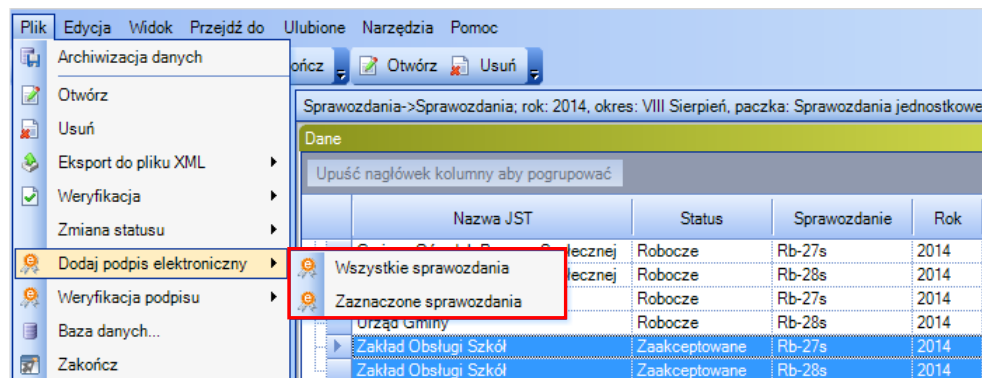 Plik Edycja Widok Przejdź do Ulubione Narzędzia Pomoc
Archiwizacja danych
Otwórz
Usuń
Eksport do pliku XML
Weryfikacja
Zmiana statusu
Dodaj podpis elektroniczny
Weryfikacja podpisu
Baza danych...
Zakończ
Wszystkie sprawozdania
Zaznaczone sprawozdania
Otwórz Usuń
Sprawozdania->Sprawozdania; rok: 2014, okres: VIII Sierpień, paczka: Sprawozdania jednostkowe
Dane
Upuść nagłówek kolumny aby pogrupować
Nazwa JST Status Sprawozdanie Rok
Robocze Rb-27s 2014
Robocze Rb-28s 2014
Robocze Rb-27s 2014
Urząd Gminy Robocze Rb-28s 2014
Zakład Obsługi Szkół Zaakceptowane Rb-27s 2014
Zakład Obsługi Szkół Zaakceptowane Rb-28s 2014